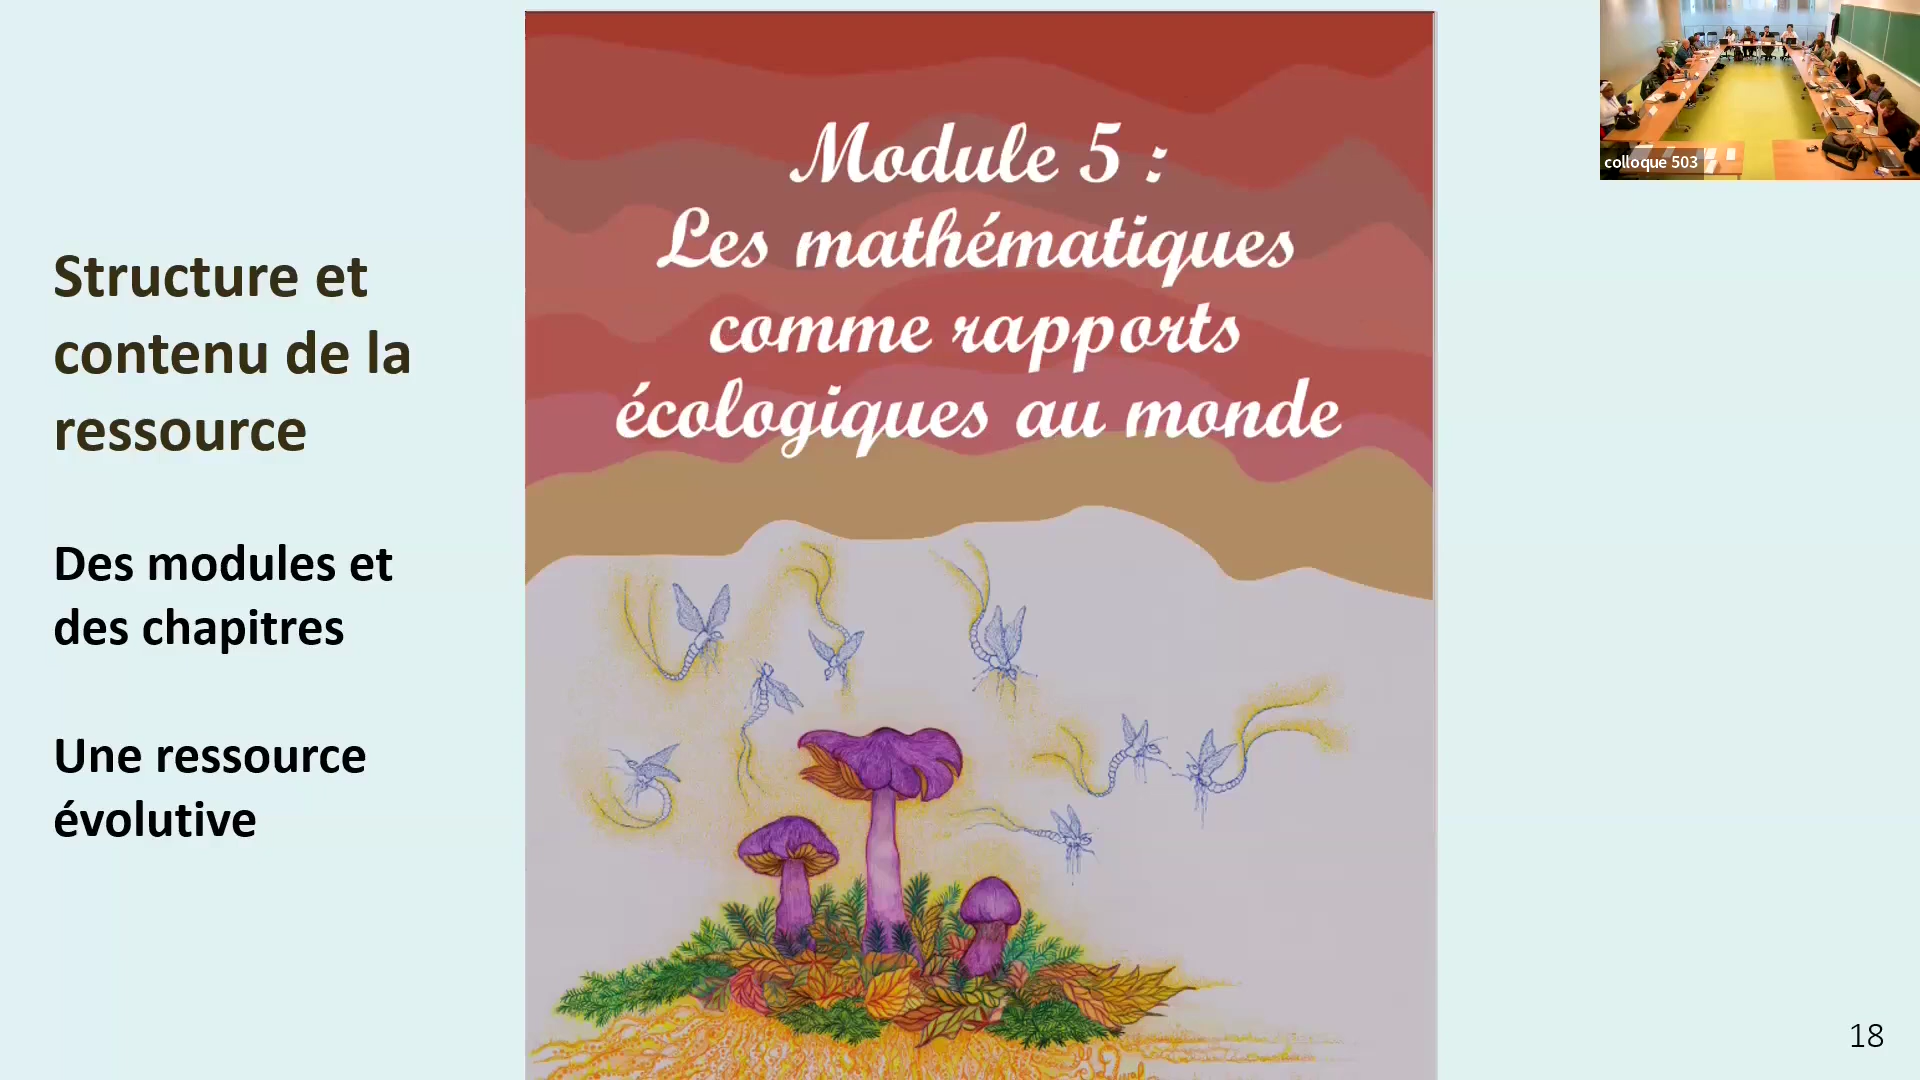 Structure et
contenu de la
ressource
Des modules et
des chapitres
Une ressource
évolutive
Module 5 :
Les mathématiques
comme rapports
écologiques au monde
colloque 503
18